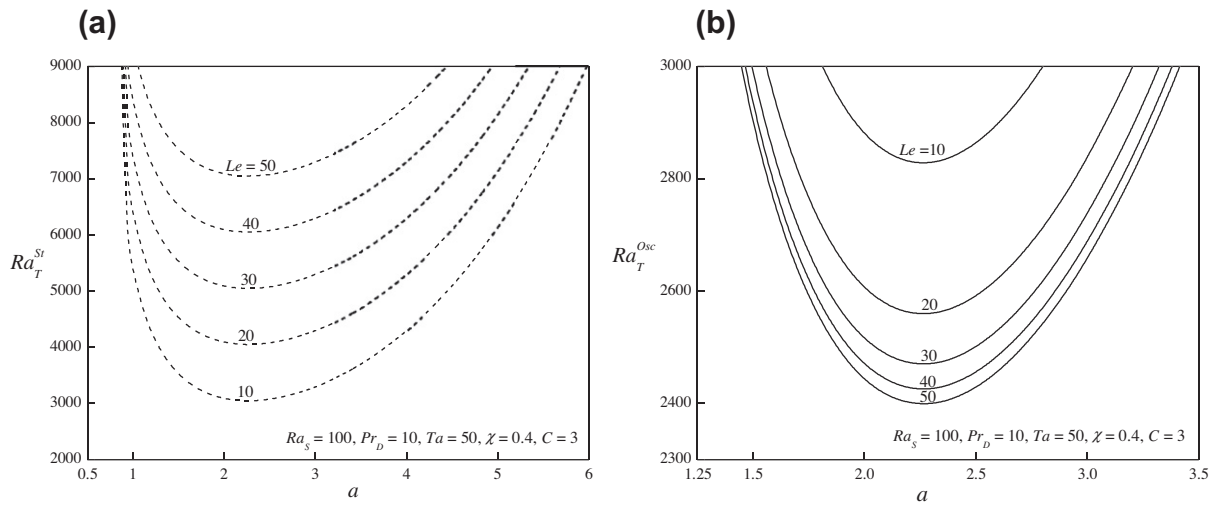 (a)
9000
8000
7000
6000
5000
4000
3000
2000
Ra_T^{St}
Le = 50
40
30
20
10
Ra_S = 100, Pr_D = 10, Ta = 50, χ = 0.4, C = 3
0.5 1 2 3 4 5 6
a
(b)
3000
2800
2600
2400
2300
Ra_T^{Osc}
Le =10
20
30
40
50
Ra_S = 100, Pr_D = 10, Ta = 50, χ = 0.4, C = 3
1.25 1.5 2.0 2.5 3.0 3.5
a